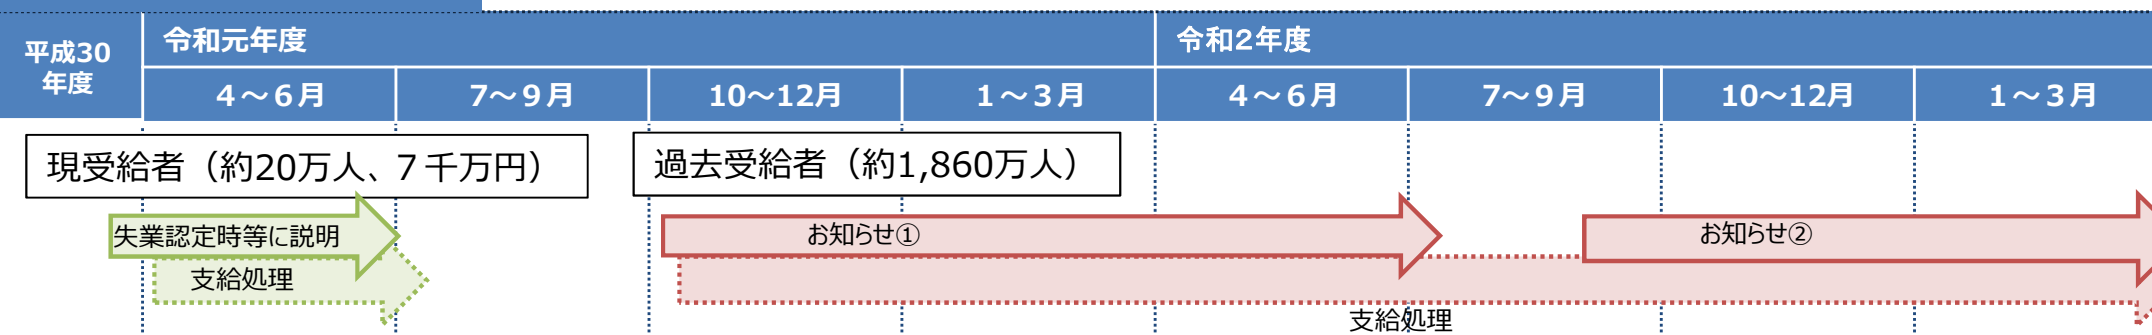 平成30
年度
令和元年度
令和2年度
4～6月
7～9月
10～12月
1～3月
4～6月
7～9月
10～12月
1～3月
現受給者（約20万人、7千万円）
過去受給者（約1,860万人）
失業認定時等に説明
お知らせ①
お知らせ②
支給処理
支給処理